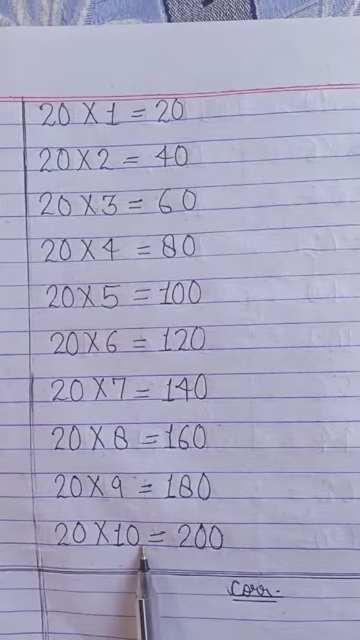 20 X 1 = 20
20 X 2 = 40
20 X 3 = 60
20 X 4 = 80
20 X 5 = 100
20 X 6 = 120
20 X 7 = 140
20 X 8 = 160
20 X 9 = 180
20 X 10 = 200